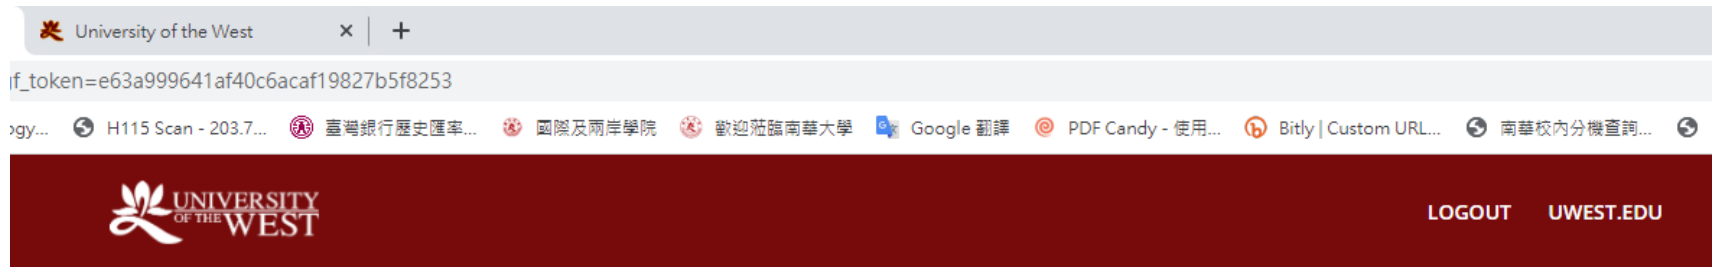 University of the West
gf_token=e63a999641af40c6acaf19827b5f8253
ogy... H115 Scan - 203.7... 臺灣銀行歷史匯率... 國際及兩岸學院 歡迎蒞臨南華大學 Google 翻譯 PDF Candy - 使用... Bitly | Custom URL... 南華校內分機查詢...
UNIVERSITY
OF THE WEST
LOGOUT UWEST.EDU